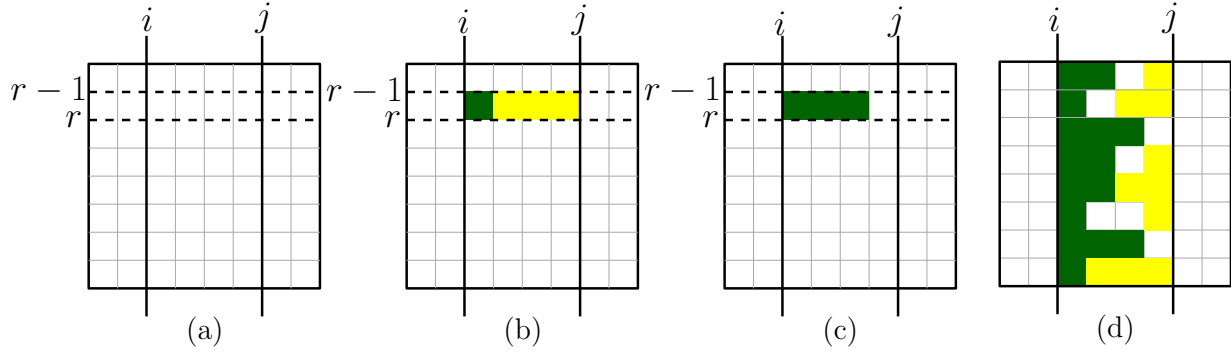 i j i j i j i j
r − 1 r − 1 r − 1
r r r
(a) (b) (c) (d)